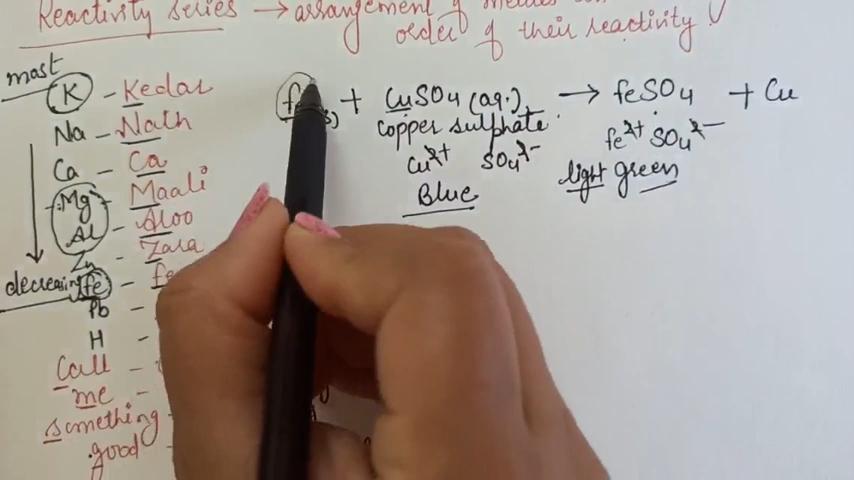 Reactivity series → arrangement of metals
order of their reactivity
most
K - Kedar
Na - Nath
Ca - Ca
Mg - Maali
Al - Aloo
Zn - Zara
decreasing fe - fe
Pb -
H -
Call -
me -
something
good
+ CuSO4 (aq.) → feSO4 + Cu
copper sulphate
Cu2+ SO42-
fe2+ SO42-
Blue
light green